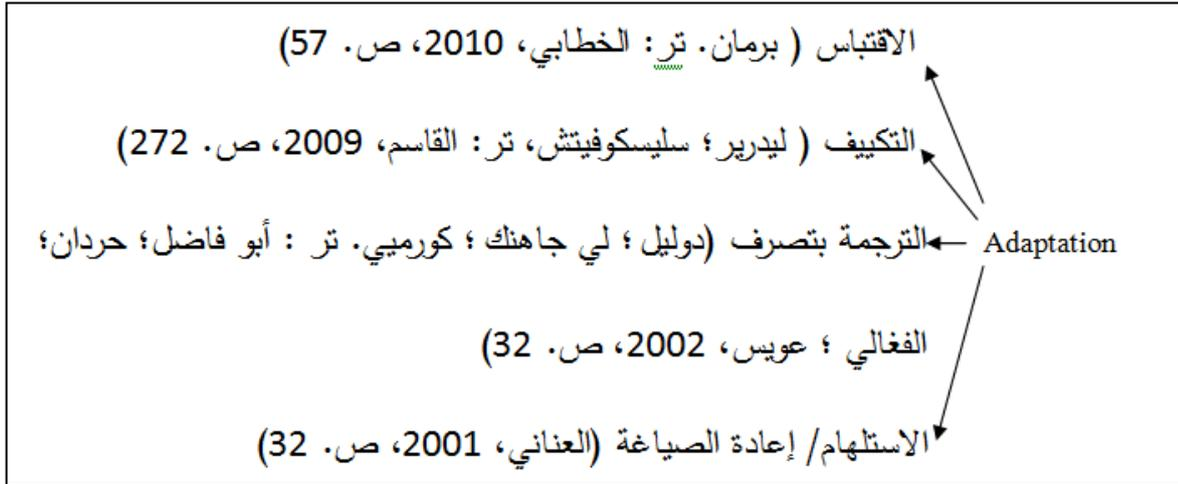 الاقتباس ( برمان. تر: الخطابي، 2010، ص. 57)
التكييف ( ليدرير؛ سليسكوفيتش، تر: القاسم، 2009، ص. 272)
Adaptation
الترجمة بتصرف (دوليل ؛ لي جاهنك ؛ كورميي. تر : أبو فاضل؛ حردان؛
الفغالي ؛ عويس، 2002، ص. 32)
الاستلهام/ إعادة الصياغة (العناني، 2001، ص. 32)